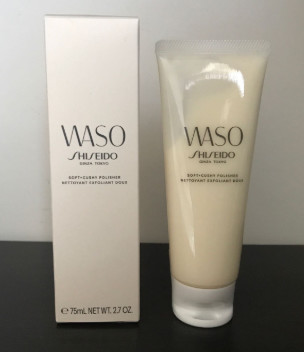 WASO
SHISEIDO
GINZA TOKYO
SOFT+CUSHY POLISHER
NETTOYANT EXFOLIANT DOUX
℮ 75mL NET WT. 2.7 OZ.
WASO
SHISEIDO
GINZA TOKYO
SOFT+CUSHY POLISHER
NETTOYANT EXFOLIANT DOUX